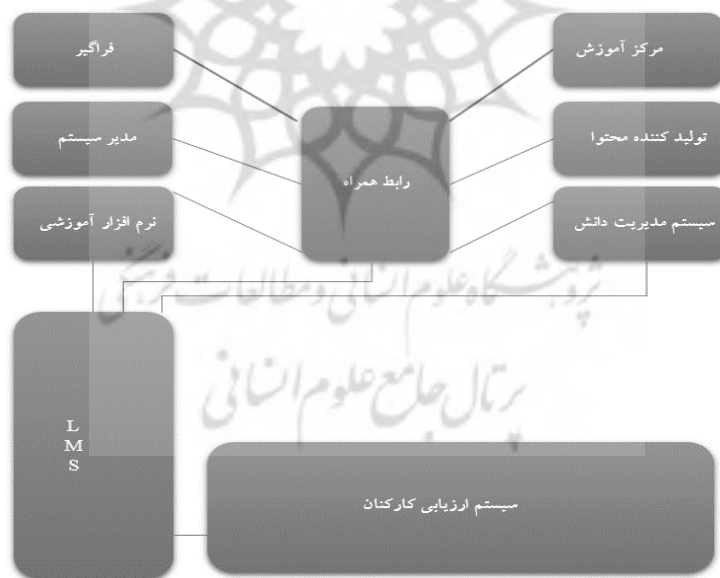 مرکز آموزش
فراگیر
تولید کننده محتوا
رابط همراه
مدیر سیستم
سیستم مدیریت دانش
نرم افزار آموزشی
پژوهشگاه علوم انسانی و مطالعات فرهنگی
پرتال جامع علوم انسانی
L
M
S
سیستم ارزیابی کارکنان